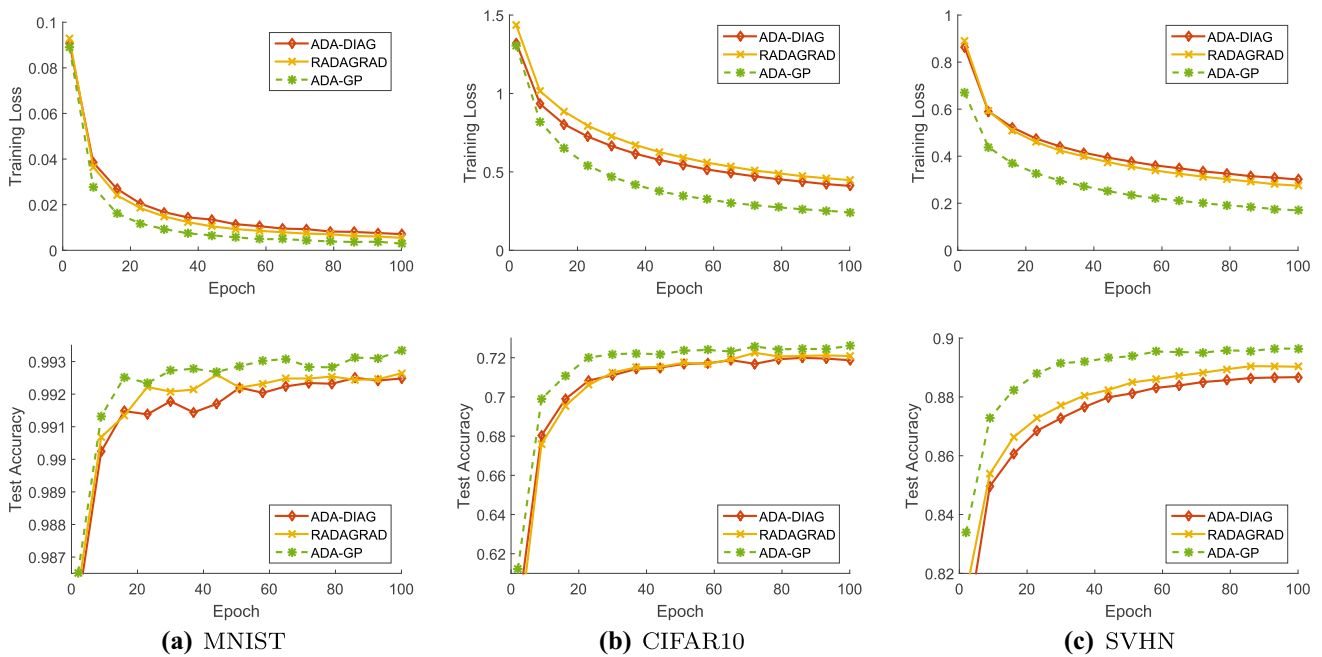 0.1
0.08
0.06
0.04
0.02
0
Training Loss
0 20 40 60 80 100
Epoch
ADA-DIAG
RADAGRAD
ADA-GP
1.5
1
0.5
0
Training Loss
0 20 40 60 80 100
Epoch
ADA-DIAG
RADAGRAD
ADA-GP
1
0.8
0.6
0.4
0.2
0
Training Loss
0 20 40 60 80 100
Epoch
ADA-DIAG
RADAGRAD
ADA-GP
0.993
0.992
0.991
0.99
0.989
0.988
0.987
Test Accuracy
0 20 40 60 80 100
Epoch
ADA-DIAG
RADAGRAD
ADA-GP
0.72
0.7
0.68
0.66
0.64
0.62
Test Accuracy
0 20 40 60 80 100
Epoch
ADA-DIAG
RADAGRAD
ADA-GP
0.9
0.88
0.86
0.84
0.82
Test Accuracy
0 20 40 60 80 100
Epoch
ADA-DIAG
RADAGRAD
ADA-GP
(a) MNIST
(b) CIFAR10
(c) SVHN